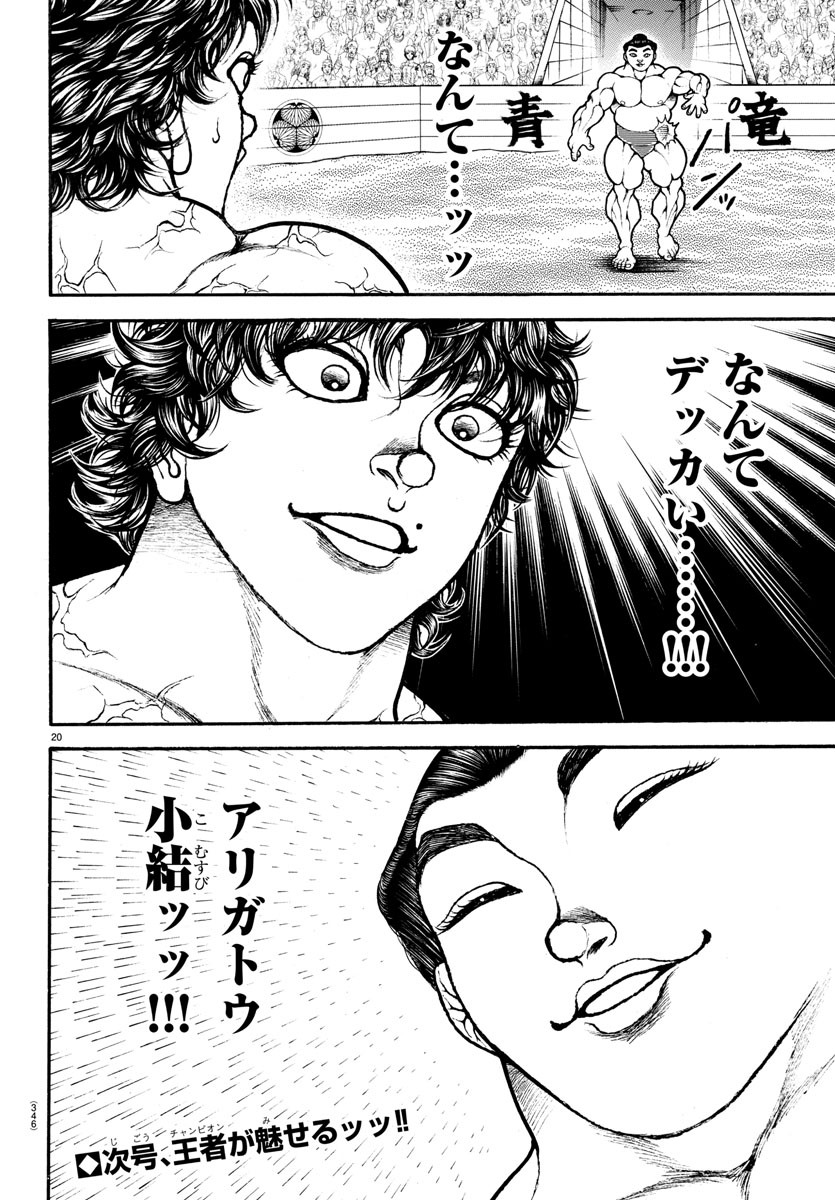 青竜
パンッ
なんて…ッッ
なんて
デッカい………!!!!
20
アリガトウ
小結ッッ!!!
こ むすび
◆次号、王者が魅せるッッ!!
じ ごう チャンピオン み
(346)